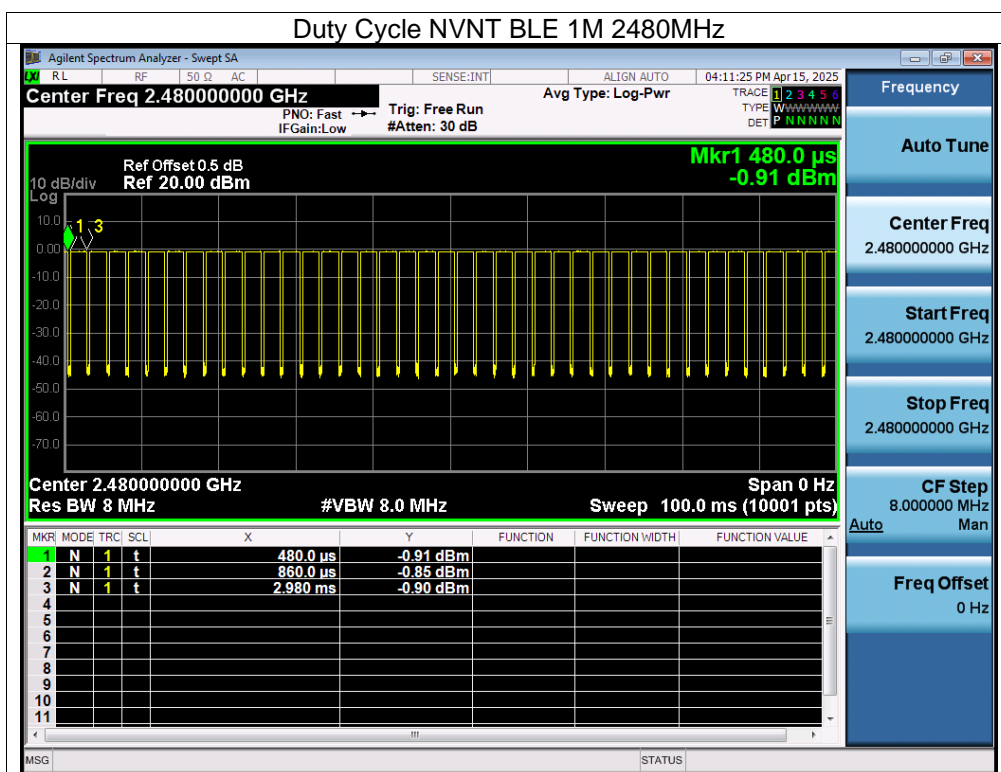 Duty Cycle NVNT BLE 1M 2480MHz
Agilent Spectrum Analyzer - Swept SA
LXI RL RF 50 Ω AC SENSE:INT ALIGN AUTO 04:11:25 PM Apr 15, 2025
Center Freq 2.480000000 GHz
PNO: Fast
IFGain:Low
Trig: Free Run
#Atten: 30 dB
Avg Type: Log-Pwr
TRACE 1 2 3 4 5 6
TYPE WWWWWW
DET P N N N N N
Mkr1 480.0 µs
-0.91 dBm
Ref Offset 0.5 dB
10 dB/div Ref 20.00 dBm
Log
10.0
0.00
-10.0
-20.0
-30.0
-40.0
-50.0
-60.0
-70.0
1 3
Center 2.480000000 GHz Span 0 Hz
Res BW 8 MHz #VBW 8.0 MHz Sweep 100.0 ms (10001 pts)
MKR MODE TRC SCL X Y FUNCTION FUNCTION WIDTH FUNCTION VALUE
1 N 1 t 480.0 µs -0.91 dBm
2 N 1 t 860.0 µs -0.85 dBm
3 N 1 t 2.980 ms -0.90 dBm
4
5
6
7
8
9
10
11
MSG STATUS
Frequency
Auto Tune
Center Freq
2.480000000 GHz
Start Freq
2.480000000 GHz
Stop Freq
2.480000000 GHz
CF Step
8.000000 MHz
Auto Man
Freq Offset
0 Hz